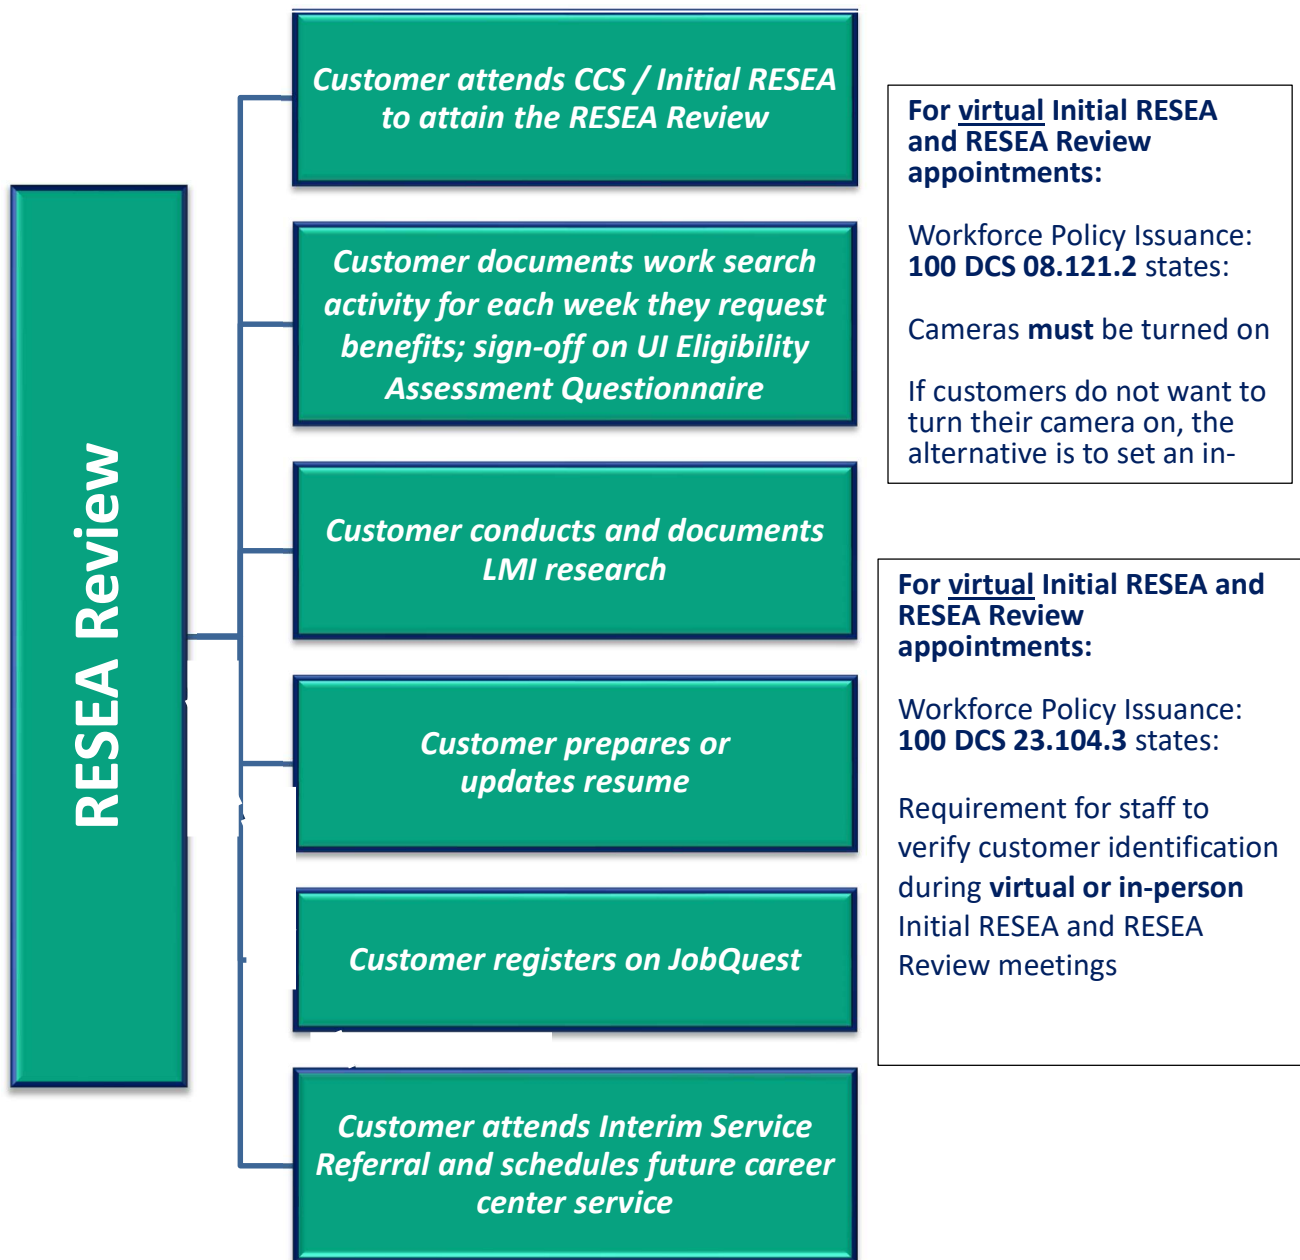 RESEA Review
Customer attends CCS / Initial RESEA
to attain the RESEA Review
Customer documents work search
activity for each week they request
benefits; sign-off on UI Eligibility
Assessment Questionnaire
Customer conducts and documents
LMI research
Customer prepares or
updates resume
Customer registers on JobQuest
Customer attends Interim Service
Referral and schedules future career
center service
For virtual Initial RESEA
and RESEA Review
appointments:
Workforce Policy Issuance:
100 DCS 08.121.2 states:
Cameras must be turned on
If customers do not want to
turn their camera on, the
alternative is to set an in-
For virtual Initial RESEA and
RESEA Review
appointments:
Workforce Policy Issuance:
100 DCS 23.104.3 states:
Requirement for staff to
verify customer identification
during virtual or in-person
Initial RESEA and RESEA
Review meetings